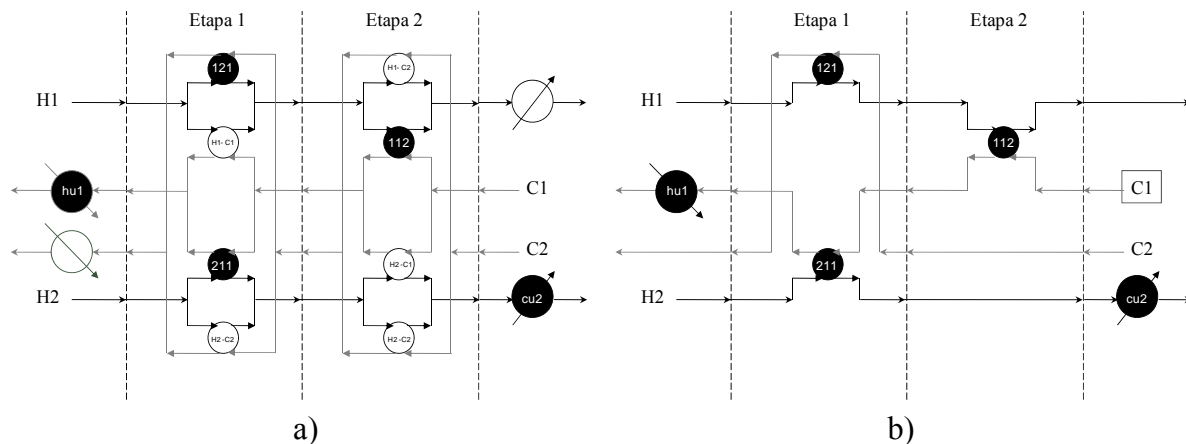 Etapa 1 Etapa 2
121
H1- C2
H1
H1- C1
112
hu1
C1
C2
211
H2-C1
H2
cu2
H2 -C2
H2 -C2
a)
Etapa 1 Etapa 2
121
H1
112
hu1
C1
C2
211
H2
cu2
b)